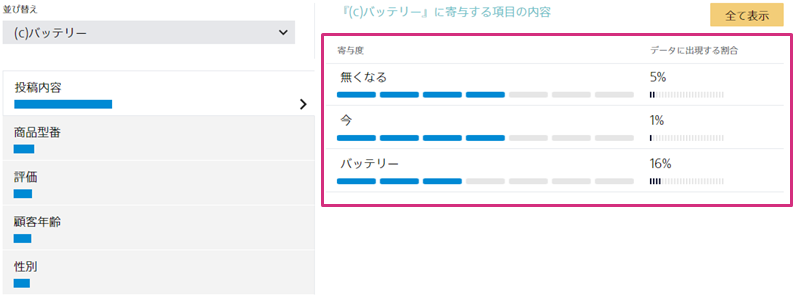 並び替え
(c)バッテリー
投稿内容
商品型番
評価
顧客年齢
性別
『(c)バッテリー』に寄与する項目の内容
全て表示
寄与度 データに出現する割合
無くなる 5%
今 1%
バッテリー 16%